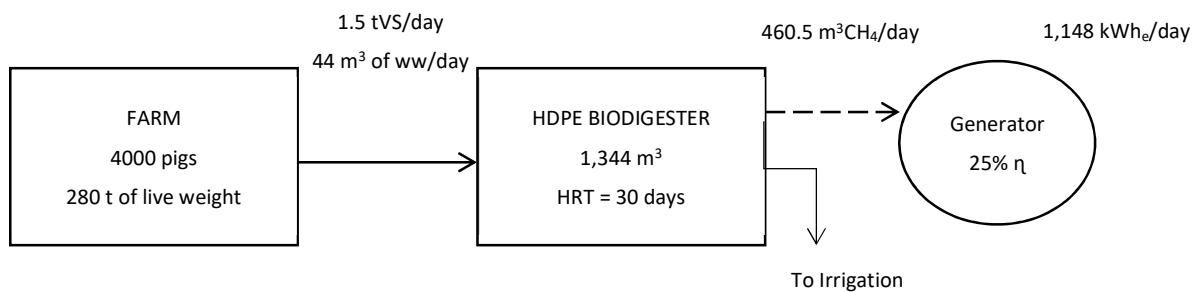 1.5 tVS/day
44 m³ of ww/day
460.5 m³CH₄/day
1,148 kWhₑ/day
FARM
4000 pigs
280 t of live weight
HDPE BIODIGESTER
1,344 m³
HRT = 30 days
Generator
25% ɳ
To Irrigation